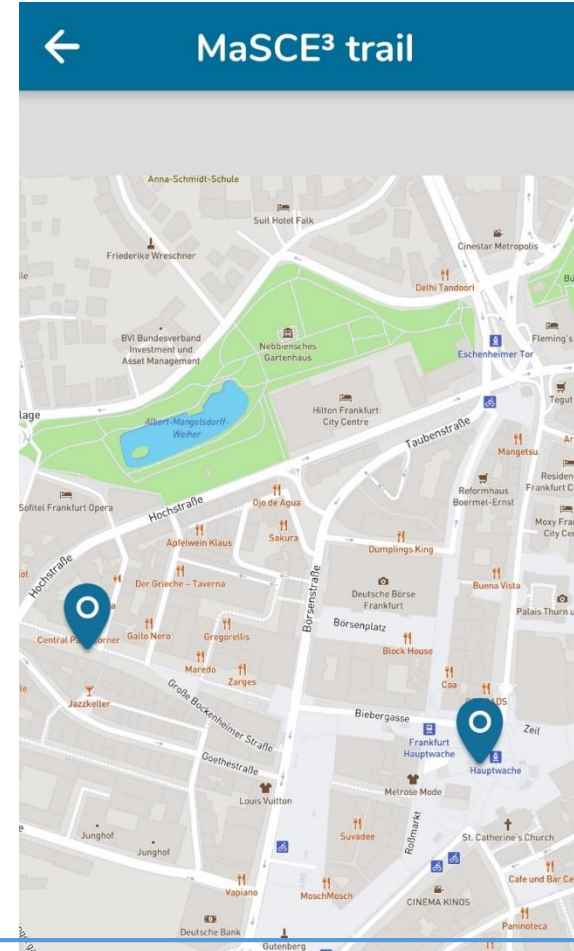 MaSCE³ trail
Anna-Schmidt-Schule
Suit Hotel Falk
Cinestar Metropolis
Friederike Wreschner
Delhi Tandoori
BVI Bundesverband
Investment und
Asset Management
Nebbiensches
Gartenhaus
Eschenheimer Tor
Fleming's
Tegut
Hilton Frankfurt
City Centre
Albert-Mangelsdorff-
Weiher
Taubenstraße
Mangetsu
Sofitel Frankfurt Opera
Hochstraße
Ojo de Agua
Reformhaus
Boermel-Ernst
Residen
Frankfurt C
Apfelwein Klaus
Sakura
Dumplings King
Moxy Fran
City Cen
Hochstraße
Der Grieche - Taverna
Börsenstraße
Deutsche Börse
Frankfurt
Buena Vista
Palais Thurn u
Gallo Nero
Gregorellis
Börsenplatz
Block House
Maredo
Zarges
Coa
Jazzkeller
Große Bockenheimer Straße
Biebergasse
Zeil
Frankfurt
Hauptwache
Hauptwache
Goethestraße
Louis Vuitton
Melrose Mode
Roßmarkt
St. Catherine's Church
Junghof
Junghof
Suvadee
Cafe und Bar Ce
Vapiano
MoschMosch
CINEMA KINOS
Paninoteca
Deutsche Bank
Gutenberg